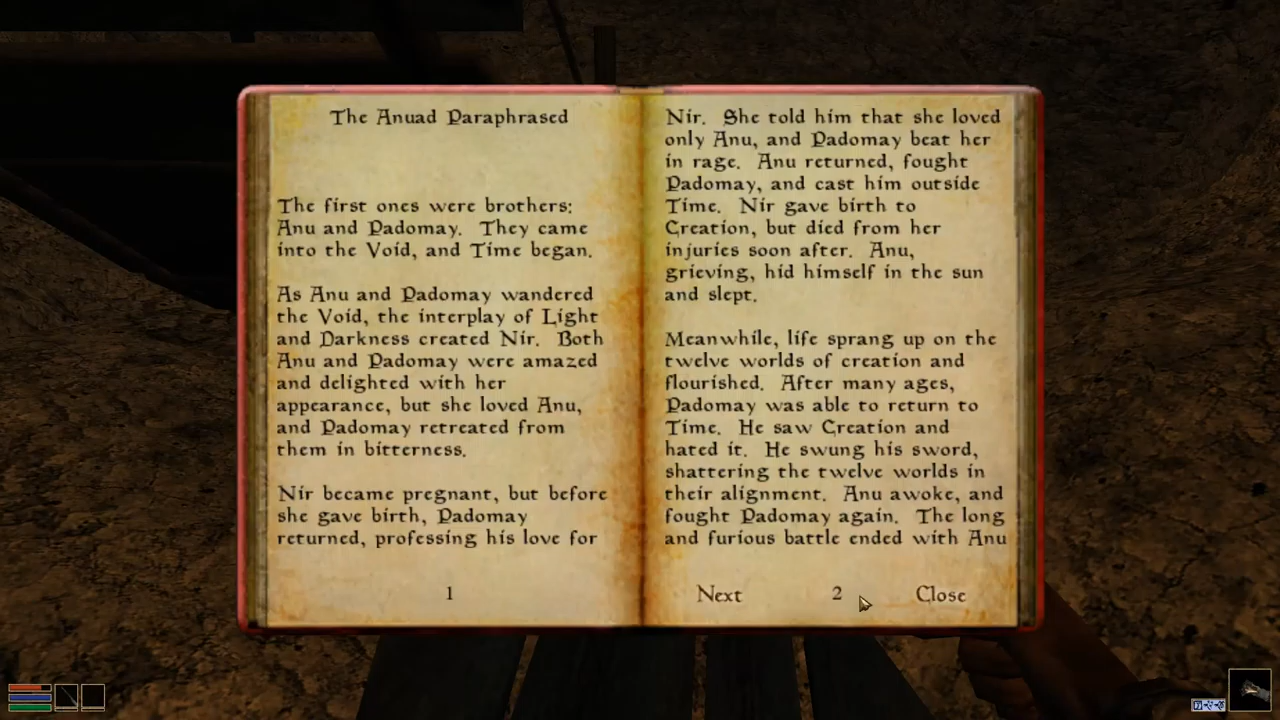 The Anuad Paraphrased
The first ones were brothers:
Anu and Padomay. They came
into the Void, and Time began.
As Anu and Padomay wandered
the Void, the interplay of Light
and Darkness created Nir. Both
Anu and Padomay were amazed
and delighted with her
appearance, but she loved Anu,
and Padomay retreated from
them in bitterness.
Nir became pregnant, but before
she gave birth, Padomay
returned, professing his love for
1
Nir. She told him that she loved
only Anu, and Padomay beat her
in rage. Anu returned, fought
Padomay, and cast him outside
Time. Nir gave birth to
Creation, but died from her
injuries soon after. Anu,
grieving, hid himself in the sun
and slept.
Meanwhile, life sprang up on the
twelve worlds of creation and
flourished. After many ages,
Padomay was able to return to
Time. He saw Creation and
hated it. He swung his sword,
shattering the twelve worlds in
their alignment. Anu awoke, and
fought Padomay again. The long
and furious battle ended with Anu
Next 2 Close